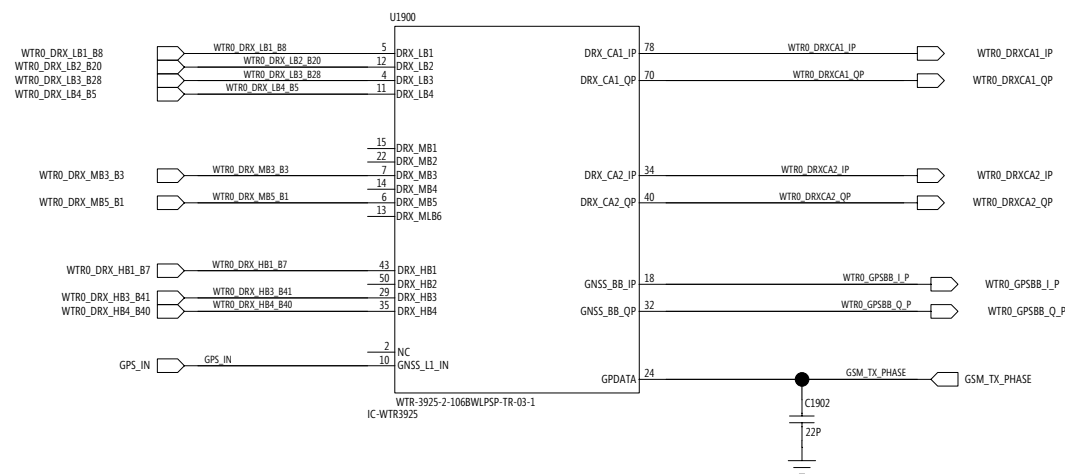 U1900
WTR0_DRX_LB1_B8 WTR0_DRX_LB1_B8 5 DRX_LB1 DRX_CA1_IP 78 WTR0_DRXCA1_IP WTR0_DRXCA1_IP
WTR0_DRX_LB2_B20 WTR0_DRX_LB2_B20 12 DRX_LB2
WTR0_DRX_LB3_B28 WTR0_DRX_LB3_B28 4 DRX_LB3 DRX_CA1_QP 70 WTR0_DRXCA1_QP WTR0_DRXCA1_QP
WTR0_DRX_LB4_B5 WTR0_DRX_LB4_B5 11 DRX_LB4
15 DRX_MB1
22 DRX_MB2
WTR0_DRX_MB3_B3 WTR0_DRX_MB3_B3 7 DRX_MB3 DRX_CA2_IP 34 WTR0_DRXCA2_IP WTR0_DRXCA2_IP
14 DRX_MB4
WTR0_DRX_MB5_B1 WTR0_DRX_MB5_B1 6 DRX_MB5 DRX_CA2_QP 40 WTR0_DRXCA2_QP WTR0_DRXCA2_QP
13 DRX_MLB6
WTR0_DRX_HB1_B7 WTR0_DRX_HB1_B7 43 DRX_HB1
50 DRX_HB2 GNSS_BB_IP 18 WTR0_GPSBB_I_P WTR0_GPSBB_I_P
WTR0_DRX_HB3_B41 WTR0_DRX_HB3_B41 29 DRX_HB3
WTR0_DRX_HB4_B40 WTR0_DRX_HB4_B40 35 DRX_HB4 GNSS_BB_QP 32 WTR0_GPSBB_Q_P WTR0_GPSBB_Q_P
2 NC
GPS_IN GPS_IN 10 GNSS_L1_IN
GPDATA 24 GSM_TX_PHASE GSM_TX_PHASE
WTR-3925-2-106BWLPSP-TR-03-1
IC-WTR3925
C1902
22P